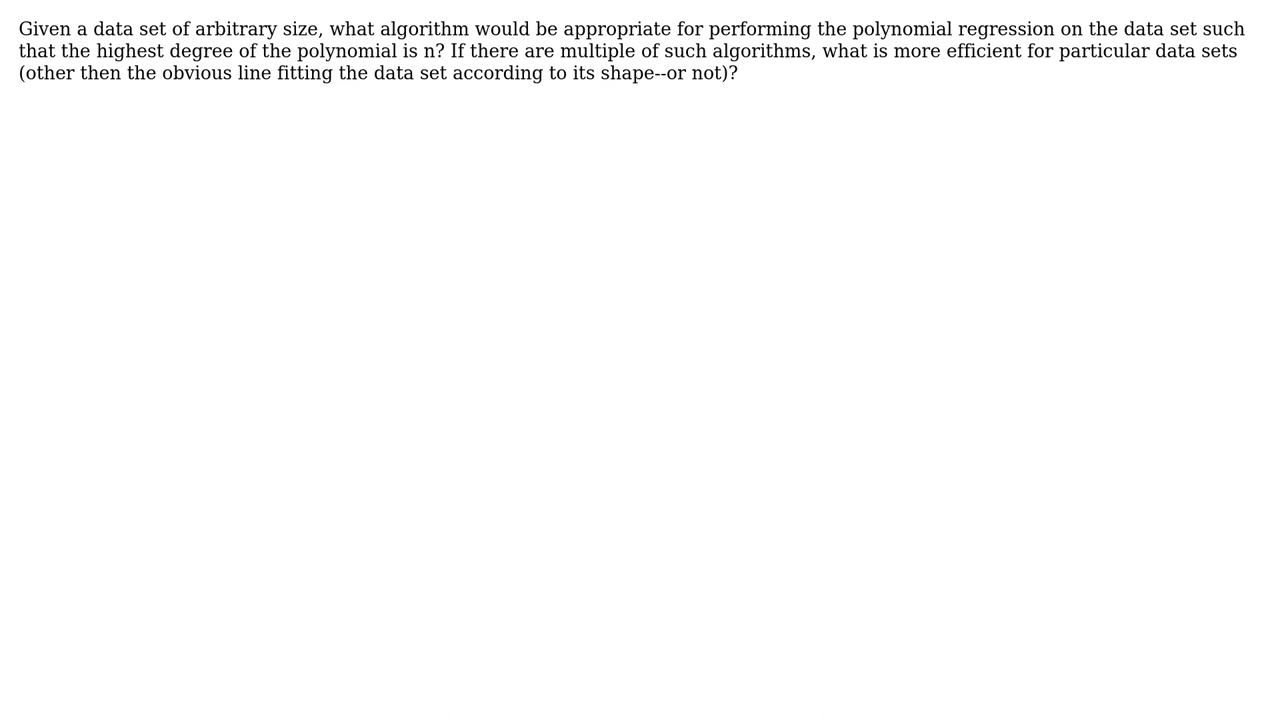 Given a data set of arbitrary size, what algorithm would be appropriate for performing the polynomial regression on the data set such
that the highest degree of the polynomial is n? If there are multiple of such algorithms, what is more efficient for particular data sets
(other then the obvious line fitting the data set according to its shape--or not)?